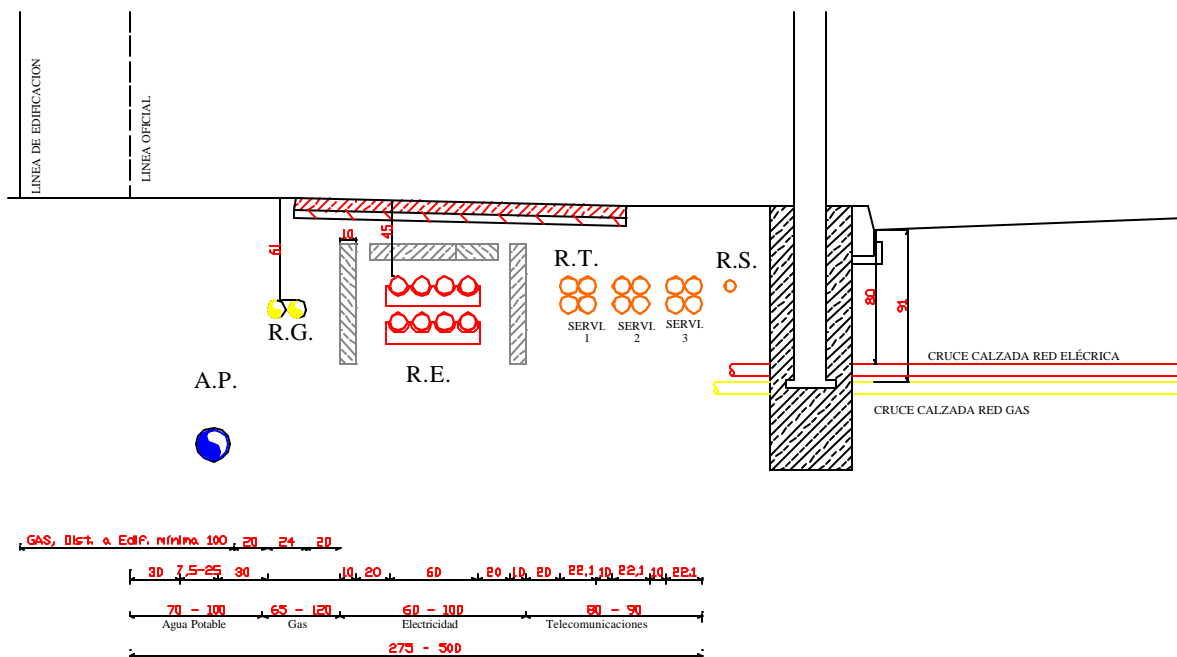 LINEA DE EDIFICACION
LINEA OFICIAL
61
10
45
R.T.
R.S.
R.G.
SERVI.
1
SERVI.
2
SERVI.
3
80
91
A.P.
R.E.
CRUCE CALZADA RED ELÉCRICA
CRUCE CALZADA RED GAS
GAS, Dist. a Edif. mínima 100
20
24
20
30
7,5-25
30
10
20
60
20
10
20
22.1
10
22.1
10
22.1
70 - 100
65 - 120
60 - 100
80 - 90
Agua Potable
Gas
Electricidad
Telecomunicaciones
275 - 500